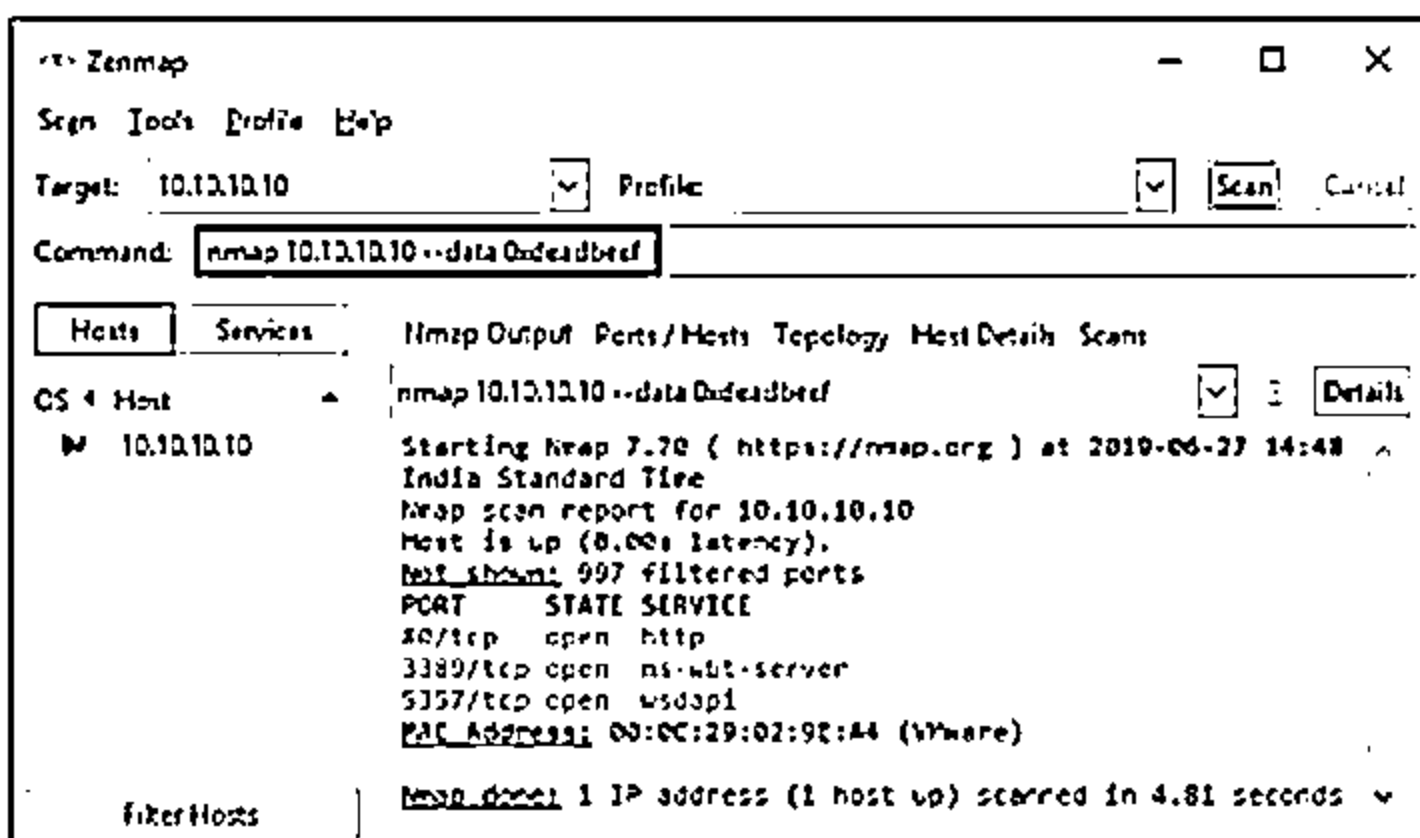 Zenmap
Scan Tools Profile Help
Target: 10.10.10.10 Profile: Scan Cancel
Command: nmap 10.10.10.10 --data 0xdeadbeef
Hosts Services Nmap Output Ports / Hosts Topology Host Details Scans
nmap 10.10.10.10 --data 0xdeadbeef Details
OS Host
10.10.10.10
Starting Nmap 7.70 ( https://nmap.org ) at 2019-06-27 14:48
India Standard Time
Nmap scan report for 10.10.10.10
Host is up (0.00s latency).
Not shown: 997 filtered ports
PORT STATE SERVICE
80/tcp open http
3389/tcp open ms-wbt-server
5357/tcp open wsdapi
MAC Address: (VMware)
Nmap done: 1 IP address (1 host up) scanned in 4.81 seconds
Filter Hosts